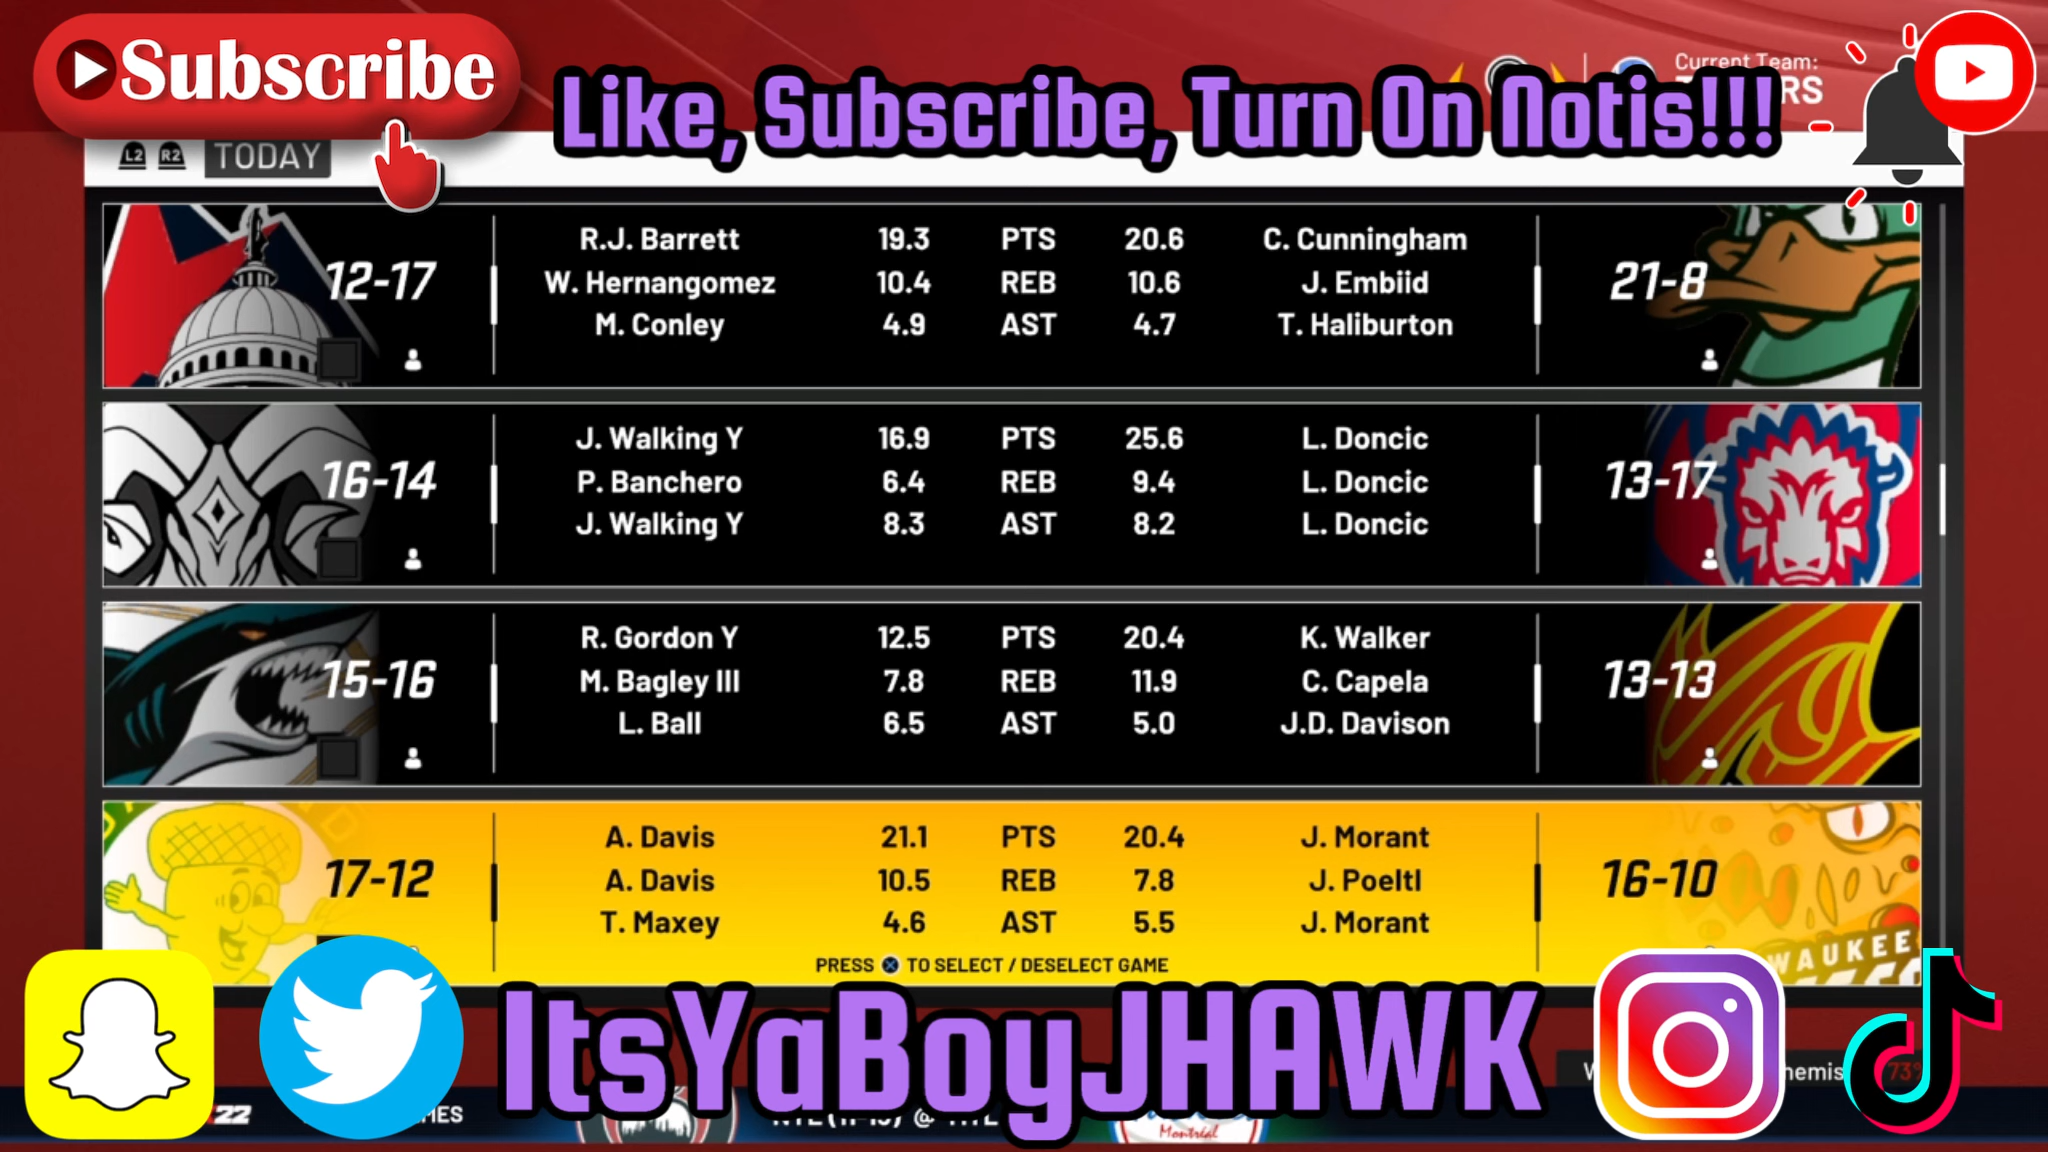 Subscribe
Like, Subscribe, Turn On Notis!!!
Current Team:
L2 R2 TODAY
12-17 R.J. Barrett 19.3 PTS 20.6 C. Cunningham 21-8
W. Hernangomez 10.4 REB 10.6 J. Embiid
M. Conley 4.9 AST 4.7 T. Haliburton
J. Walking Y 16.9 PTS 25.6 L. Doncic
16-14 P. Banchero 6.4 REB 9.4 L. Doncic 13-17
J. Walking Y 8.3 AST 8.2 L. Doncic
R. Gordon Y 12.5 PTS 20.4 K. Walker
15-16 M. Bagley III 7.8 REB 11.9 C. Capela 13-13
L. Ball 6.5 AST 5.0 J.D. Davison
A. Davis 21.1 PTS 20.4 J. Morant
17-12 A. Davis 10.5 REB 7.8 J. Poeltl 16-10
T. Maxey 4.6 AST 5.5 J. Morant
PRESS TO SELECT / DESELECT GAME
ItsYaBoyJHAWK
22
Montréal